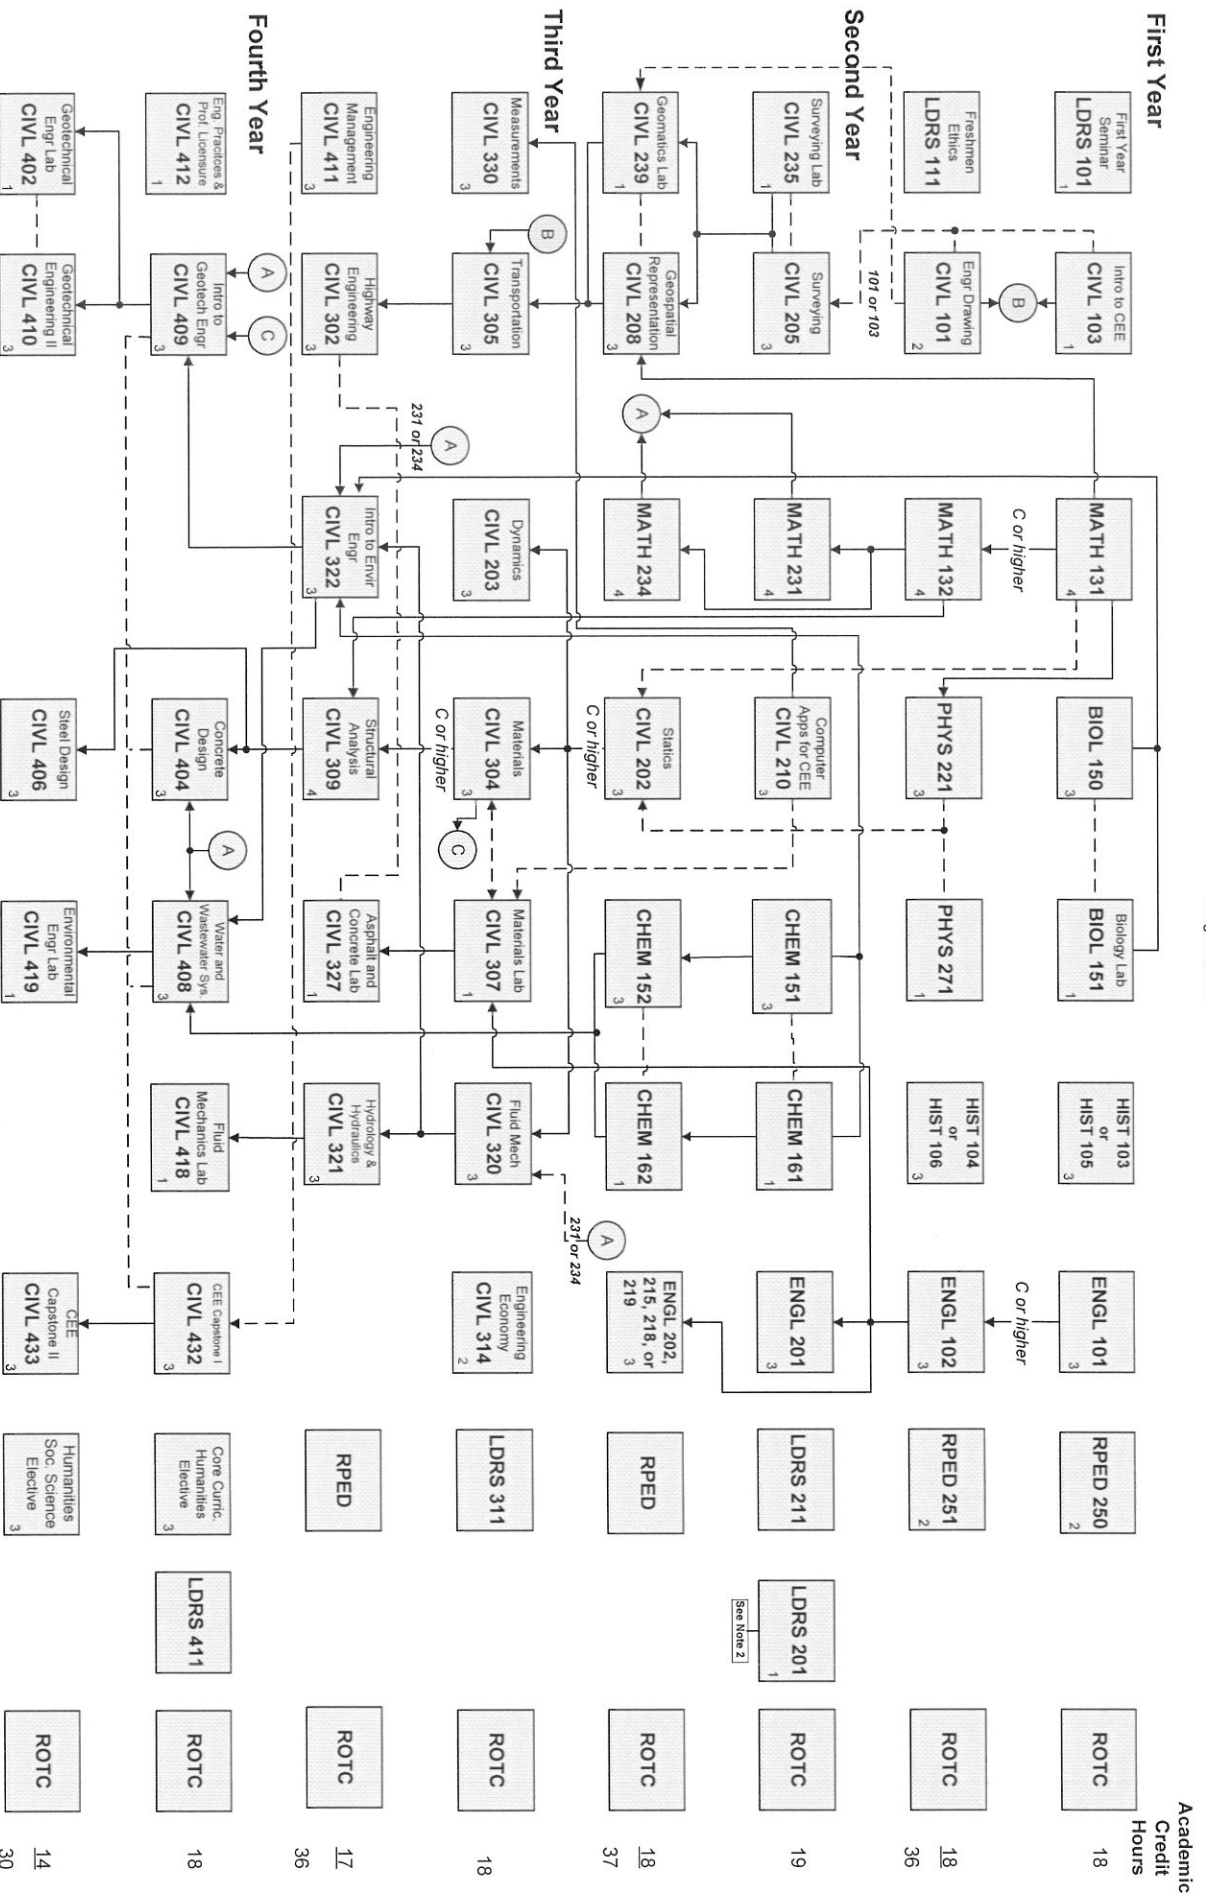 Academic
Credit
Hours
First Year
First Year
Seminar
LDRS 101
1
Intro to CEE
CIVL 103
1
MATH 131
4
BIOL 150
3
Biology Lab
BIOL 151
1
HIST 103
or
HIST 105
3
ENGL 101
3
RPED 250
2
ROTC
18
B
C or higher
C or higher
Freshmen
Ethics
LDRS 111
Engr Drawing
CIVL 101
2
MATH 132
4
PHYS 221
3
PHYS 271
1
HIST 104
or
HIST 106
3
ENGL 102
3
RPED 251
2
ROTC
18
36
101 or 103
Second Year
Surveying Lab
CIVL 235
1
Surveying
CIVL 205
3
MATH 231
4
Computer
Apps for CEE
CIVL 210
3
CHEM 151
3
CHEM 161
1
ENGL 201
3
LDRS 211
LDRS 201
1
See Note 2
ROTC
19
Geomatics Lab
CIVL 239
1
Geospatial
Representation
CIVL 208
3
A
MATH 234
4
Statics
CIVL 202
3
CHEM 152
3
CHEM 162
1
ENGL 202,
215, 218, or
219
3
RPED
ROTC
18
37
C or higher
A
231 or 234
Third Year
B
Measurements
CIVL 330
3
Transportation
CIVL 305
3
Dynamics
CIVL 203
3
Materials
CIVL 304
3
Materials Lab
CIVL 307
1
Fluid Mech
CIVL 320
3
Engineering
Economy
CIVL 314
2
LDRS 311
ROTC
18
A
231 or 234
C or higher
C
Engineering
Management
CIVL 411
3
Highway
Engineering
CIVL 302
3
Intro to Envir
Engr
CIVL 322
3
Structural
Analysis
CIVL 309
4
Asphalt and
Concrete Lab
CIVL 327
1
Hydrology &
Hydraulics
CIVL 321
3
RPED
ROTC
17
36
Fourth Year
A
C
A
Eng. Pracitces &
Prof. Licensure
CIVL 412
1
Intro to
Geotech Engr
CIVL 409
3
Concrete
Design
CIVL 404
3
Water and
Wastewater Sys.
CIVL 408
3
Fluid
Mechanics Lab
CIVL 418
1
CEE Capstone I
CIVL 432
3
Core Curric.
Humanities
Elective
3
LDRS 411
ROTC
18
Geotechnical
Engr Lab
CIVL 402
1
Geotechnical
Engineering II
CIVL 410
3
Steel Design
CIVL 406
3
Environmental
Engr Lab
CIVL 419
1
CEE
Capstone II
CIVL 433
3
Humanities
Soc. Science
Elective
3
ROTC
14
30